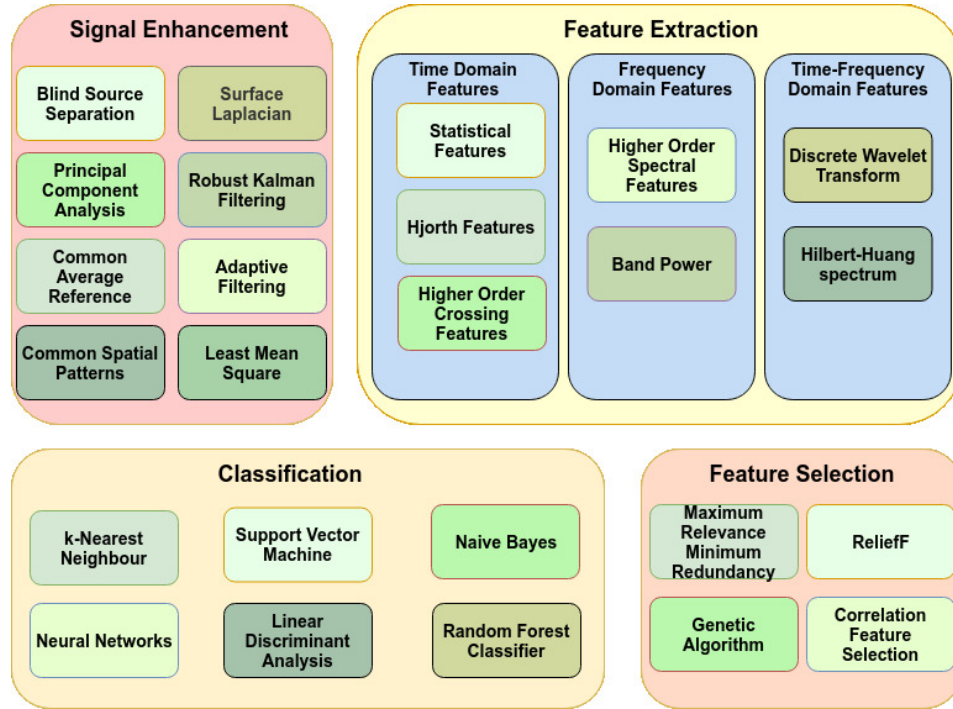 Signal Enhancement
Blind Source
Separation
Surface
Laplacian
Principal
Component
Analysis
Robust Kalman
Filtering
Common
Average
Reference
Adaptive
Filtering
Common Spatial
Patterns
Least Mean
Square
Feature Extraction
Time Domain
Features
Statistical
Features
Hjorth Features
Higher Order
Crossing
Features
Frequency
Domain Features
Higher Order
Spectral
Features
Band Power
Time-Frequency
Domain Features
Discrete Wavelet
Transform
Hilbert-Huang
spectrum
Classification
k-Nearest
Neighbour
Support Vector
Machine
Naive Bayes
Neural Networks
Linear
Discriminant
Analysis
Random Forest
Classifier
Feature Selection
Maximum
Relevance
Minimum
Redundancy
ReliefF
Genetic
Algorithm
Correlation
Feature
Selection